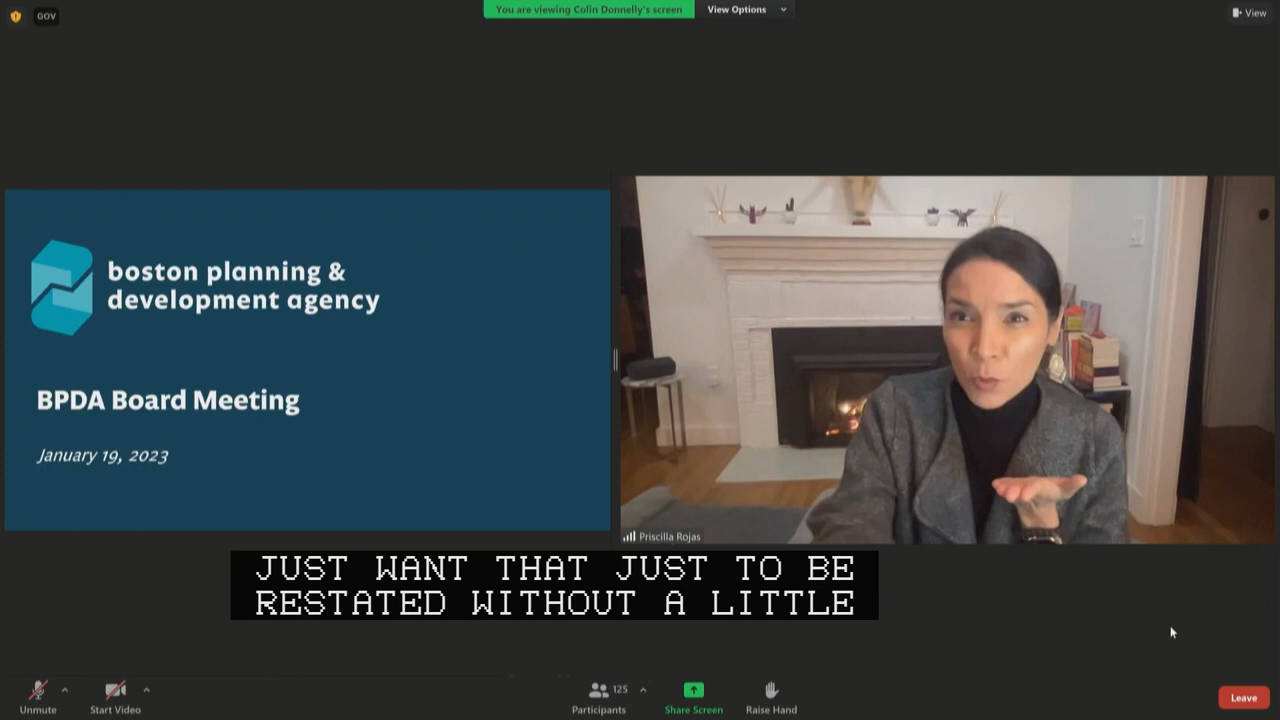 GOV
You are viewing Colin Donnelly's screen
View Options
View
boston planning &
development agency
BPDA Board Meeting
January 19, 2023
Priscilla Rojas
JUST WANT THAT JUST TO BE
RESTATED WITHOUT A LITTLE
Unmute
Start Video
125
Participants
Share Screen
Raise Hand
Leave